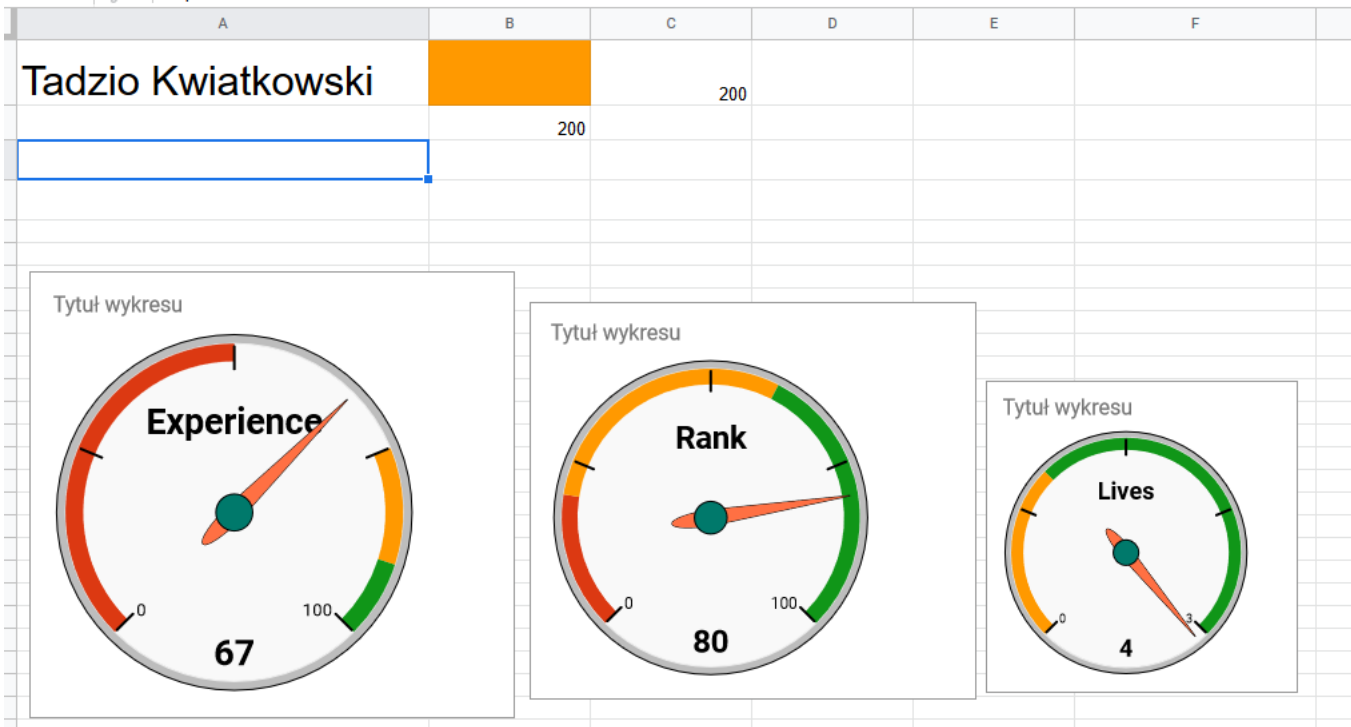 A B C D E F
Tadzio Kwiatkowski
200
200
Tytuł wykresu
Experience
0
100
67
Tytuł wykresu
Rank
0
100
80
Tytuł wykresu
Lives
0
3
4